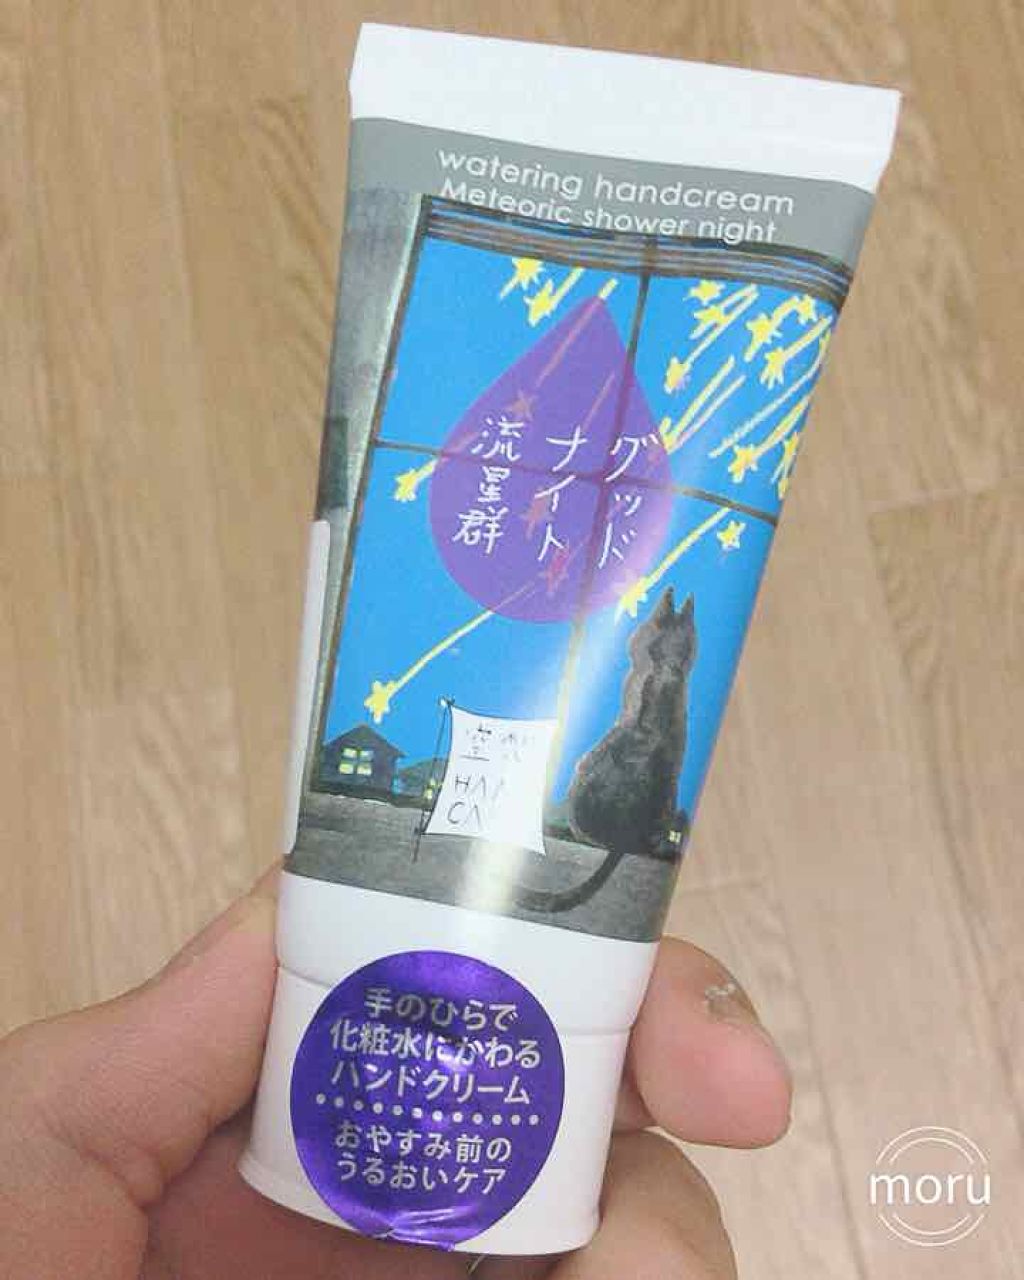 watering handcream
Meteoric shower night
グッド
ナイト
流星群
手のひらで
化粧水にかわる
ハンドクリーム
おやすみ前の
うるおいケア
moru